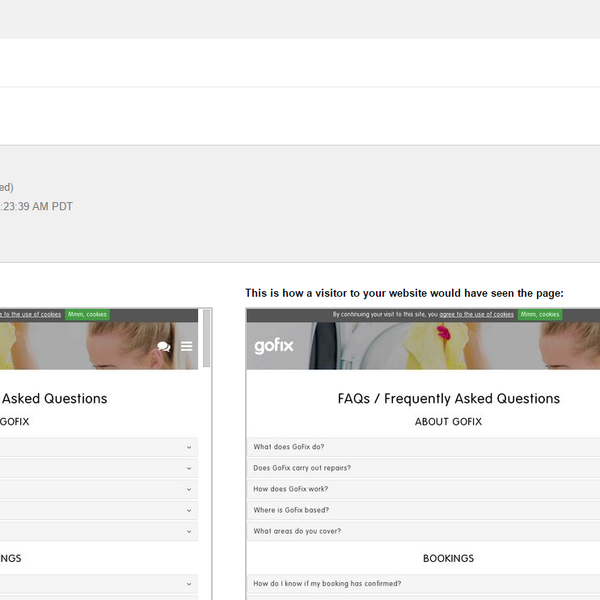 ed)
:23:39 AM PDT
This is how a visitor to your website would have seen the page:
e to the use of cookies Mmm, cookies
Asked Questions
GOFIX
NGS
By continuing your visit to this site, you agree to the use of cookies Mmm, cookies
gofix
FAQs / Frequently Asked Questions
ABOUT GOFIX
What does GoFix do?
Does GoFix carry out repairs?
How does GoFix work?
Where is GoFix based?
What areas do you cover?
BOOKINGS
How do I know if my booking has confirmed?